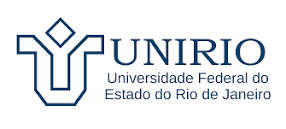 UNIRIO
Universidade Federal do
Estado do Rio de Janeiro